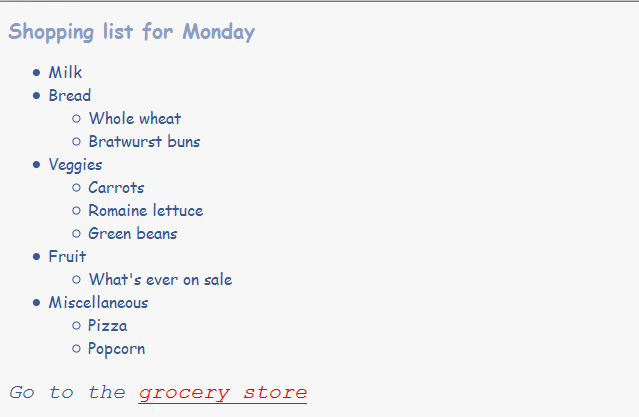 Shopping list for Monday
Milk
Bread
Whole wheat
Bratwurst buns
Veggies
Carrots
Romaine lettuce
Green beans
Fruit
What's ever on sale
Miscellaneous
Pizza
Popcorn
Go to the grocery store